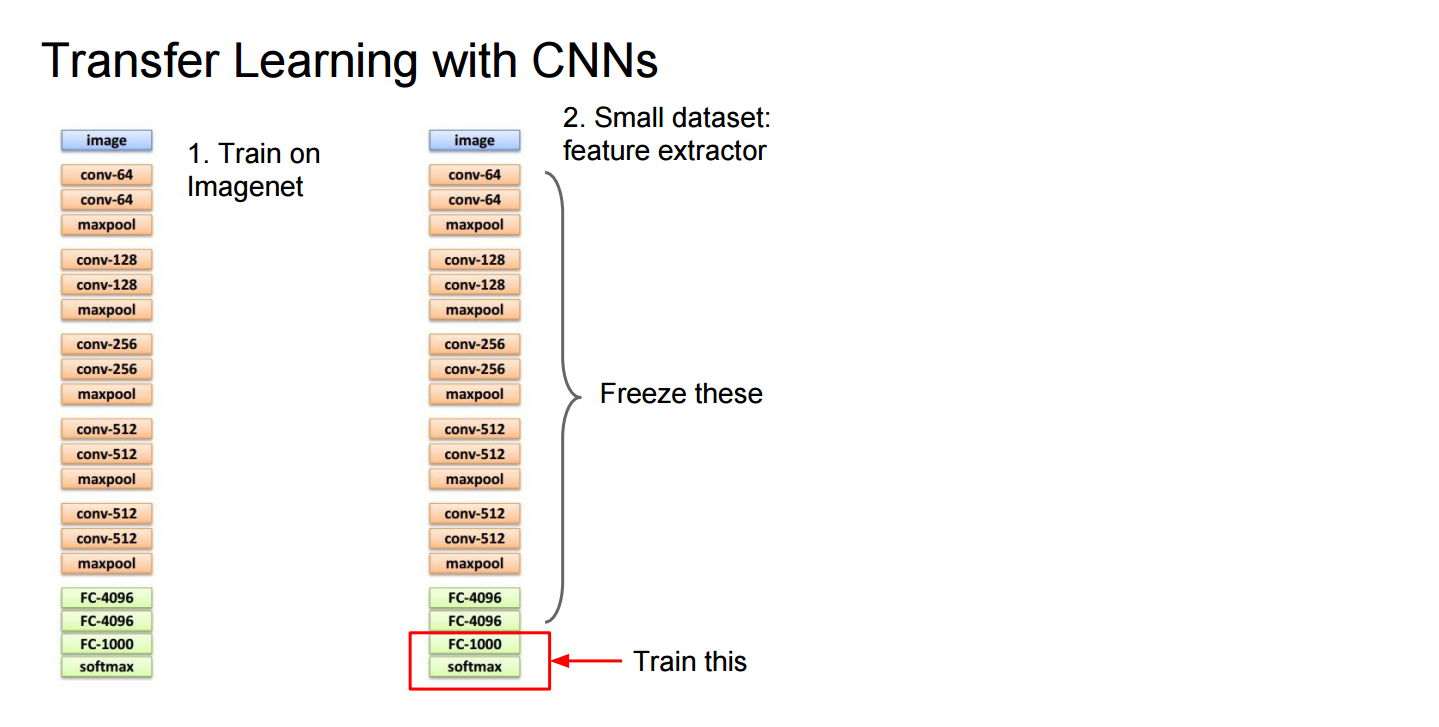 Transfer Learning with CNNs
image
conv-64
conv-64
maxpool
conv-128
conv-128
maxpool
conv-256
conv-256
maxpool
conv-512
conv-512
maxpool
conv-512
conv-512
maxpool
FC-4096
FC-4096
FC-1000
softmax
1. Train on
Imagenet
image
conv-64
conv-64
maxpool
conv-128
conv-128
maxpool
conv-256
conv-256
maxpool
conv-512
conv-512
maxpool
conv-512
conv-512
maxpool
FC-4096
FC-4096
FC-1000
softmax
2. Small dataset:
feature extractor
Freeze these
Train this